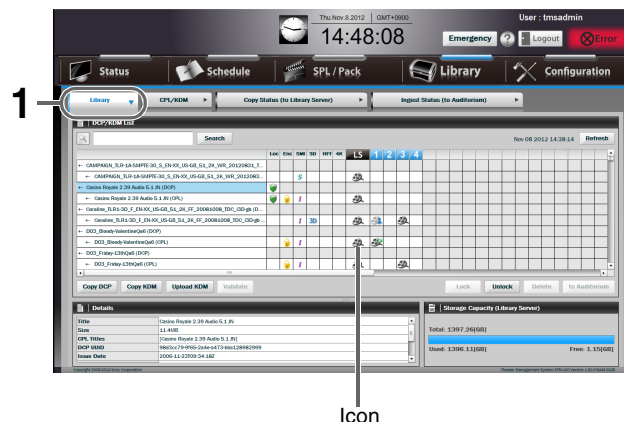 Thu.Nov.8.2012 GMT+0900
User : tmsadmin
14:48:08
Emergency ? Logout Error
Status Schedule SPL / Pack Library Configuration
1
Library CPL/KDM Copy Status (to Library Server) Ingest Status (to Auditorium)
DCP/KDM List
Search Nov 08 2012 14:38:14 Refresh
Loc Enc SMI 3D HFF 4K LS 1 2 3 4
CAMPAIGN_TLR-1A-SMPTE-30_S_EN-XX_US-GB_51_2K_WR_20120831_T...
CAMPAIGN_TLR-1A-SMPTE-30_S_EN-XX_US-GB_51_2K_WR_2012083... S
Casino Royale 2.39 Audio 5.1 JN (DCP)
Casino Royale 2.39 Audio 5.1 JN (CPL) I
Coraline_TLR1-3D_F_EN-XX_US-GB_51_2K_FF_20081008_TDC_I3D-gb (D...
Coraline_TLR1-3D_F_EN-XX_US-GB_51_2K_FF_20081008_TDC_I3D-gb ... I 3D
D03_Bloody-ValentineQa6 (DCP)
D03_Bloody-ValentineQa6 (CPL) I
D03_Friday-13thQa6 (DCP)
D03_Friday-13thQa6 (CPL) I
Copy DCP Copy KDM Upload KDM Validate Lock Unlock Delete to Auditorium
Details
Storage Capacity (Library Server)
Title Casino Royale 2.39 Audio 5.1 JN
Size 11.4MB
CPL Titles [Casino Royale 2.39 Audio 5.1 JN]
DCP UUID
Issue Date 2006-11-23T03:34:18Z
Total: 1397.26[GB]
Used: 1396.11[GB] Free: 1.15[GB]
Icon